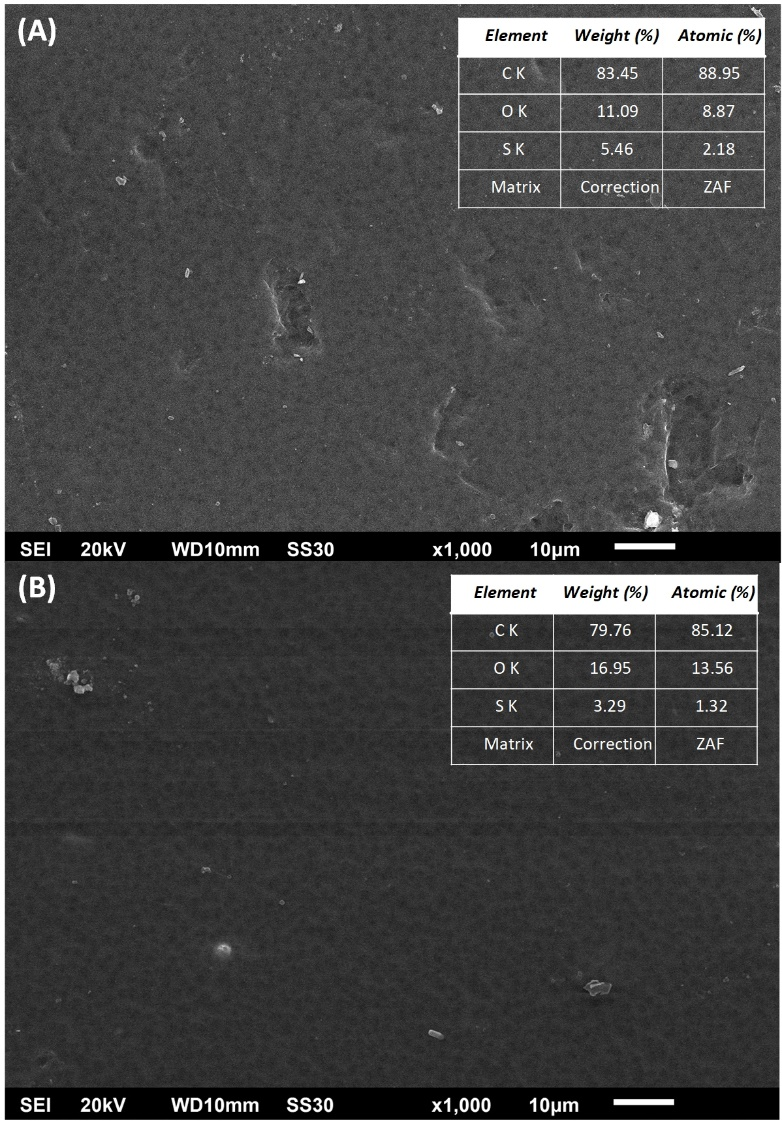 (A)
Element Weight (%) Atomic (%)
C K 83.45 88.95
O K 11.09 8.87
S K 5.46 2.18
Matrix Correction ZAF
SEI 20kV WD10mm SS30 x1,000 10µm
(B)
Element Weight (%) Atomic (%)
C K 79.76 85.12
O K 16.95 13.56
S K 3.29 1.32
Matrix Correction ZAF
SEI 20kV WD10mm SS30 x1,000 10µm